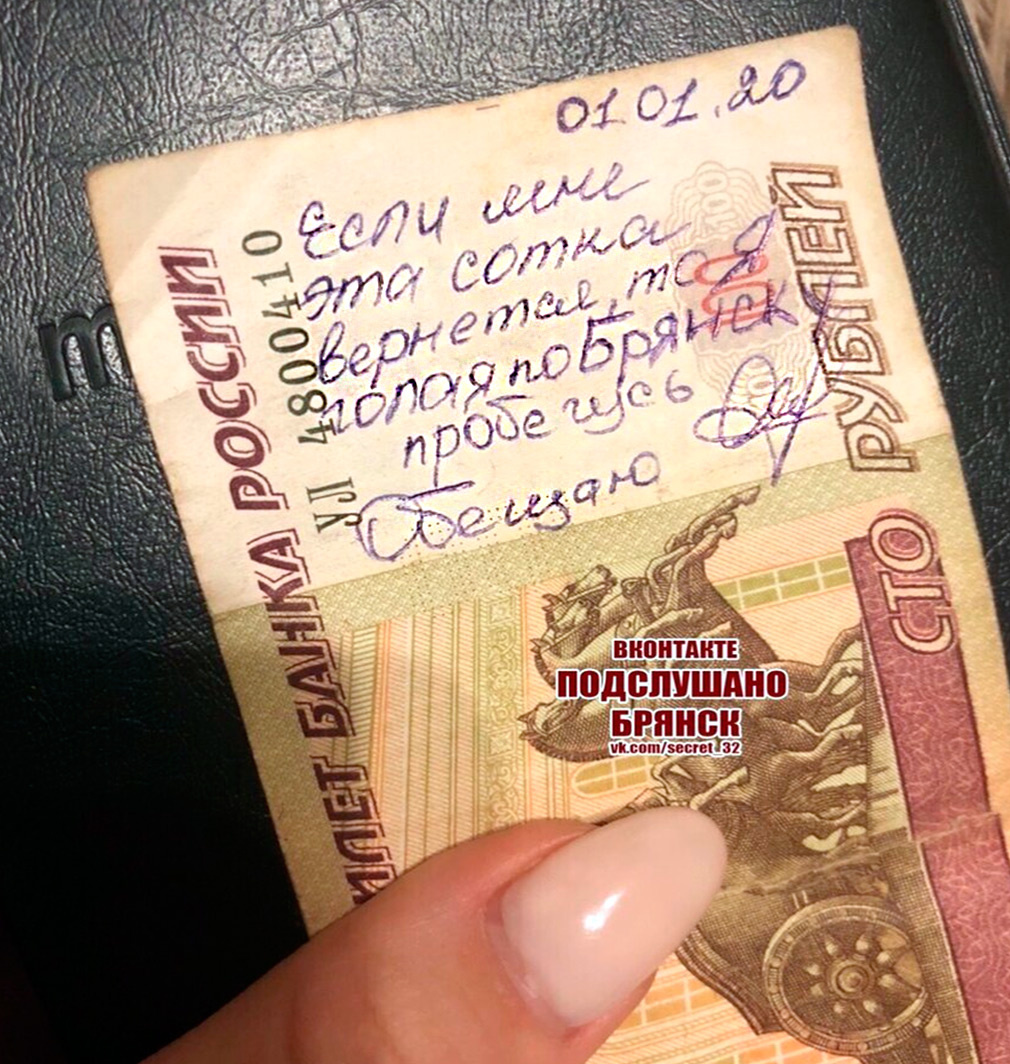 01.01.20
Если мне
эта сотка
вернется, то я
голая по Брянску
пробегусь
Обещаю
БИЛЕТ БАНКА РОССИИ
УЛ 4800410
100
РУБЛЕЙ
СТО
ВКОНТАКТЕ
ПОДСЛУШАНО
БРЯНСК
vk.com/secret_32